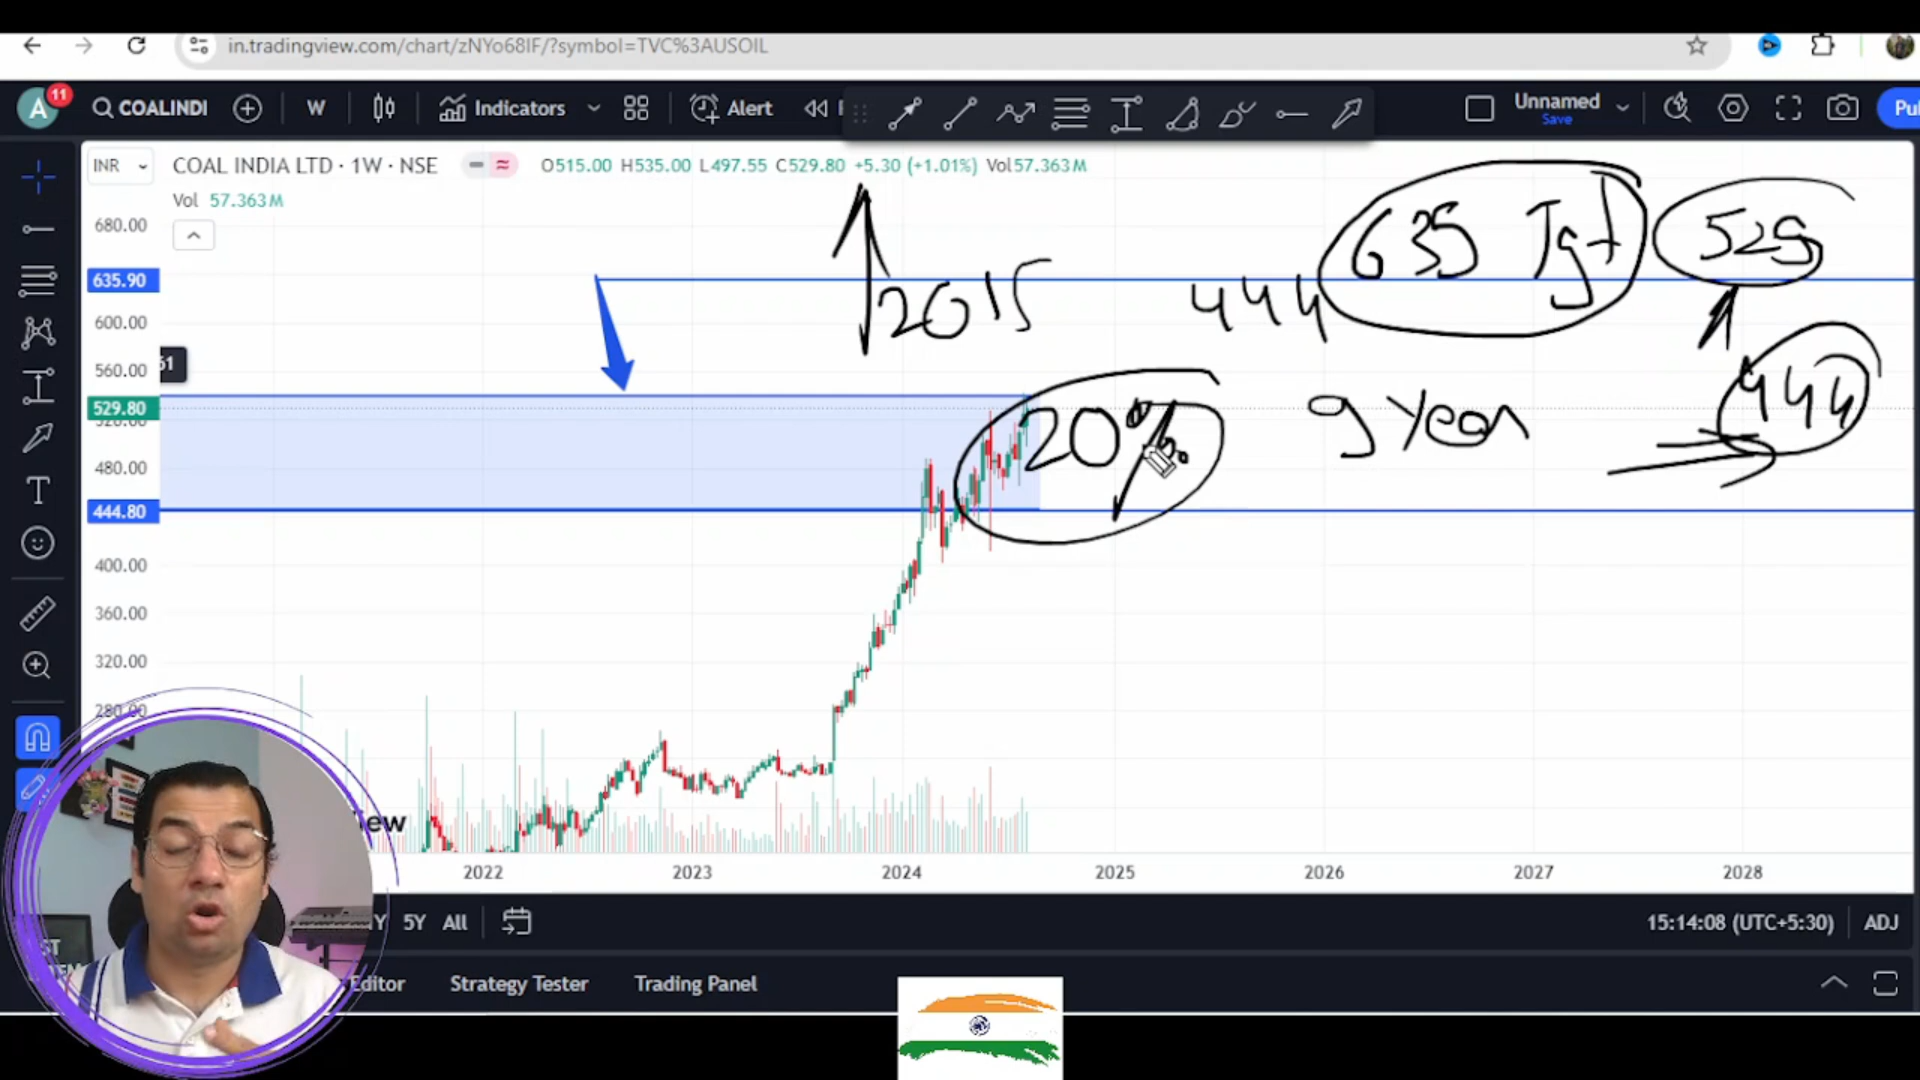 in.tradingview.com/chart/zNYo68IF/?symbol=TVC%3AUSOIL
A 11 COALINDI W Indicators Alert Unnamed Save
INR COAL INDIA LTD · 1W · NSE O515.00 H535.00 L497.55 C529.80 +5.30 (+1.01%) Vol57.363M
Vol 57.363M
680.00
635.90
600.00
560.00
529.80
480.00
444.80
400.00
360.00
320.00
280.00
635 Tgt 529
2015 444
20% 9 Year 444
2022 2023 2024 2025 2026 2027 2028
5Y All 15:14:08 (UTC+5:30) ADJ
Editor Strategy Tester Trading Panel